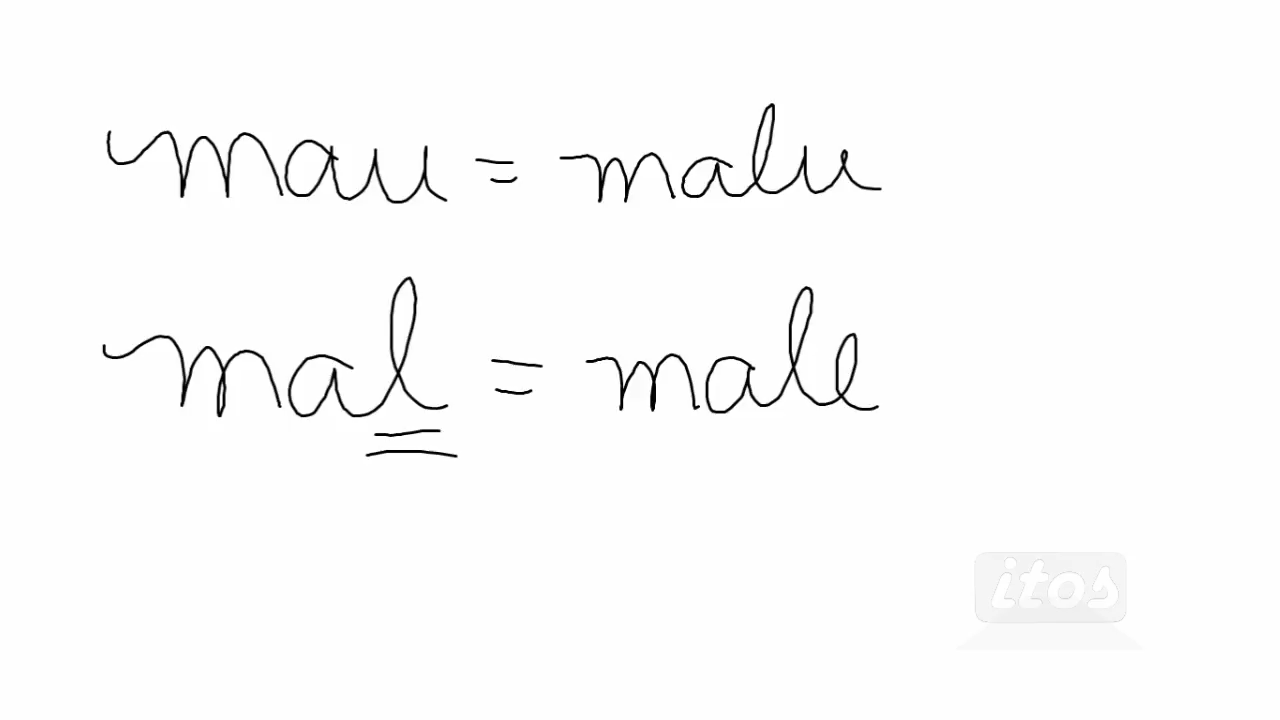 mau = malu
mal = male
itos